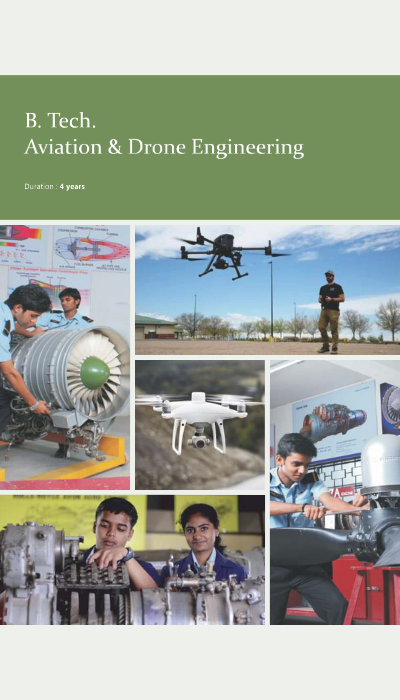 B. Tech.
Aviation & Drone Engineering
Duration : 4 years